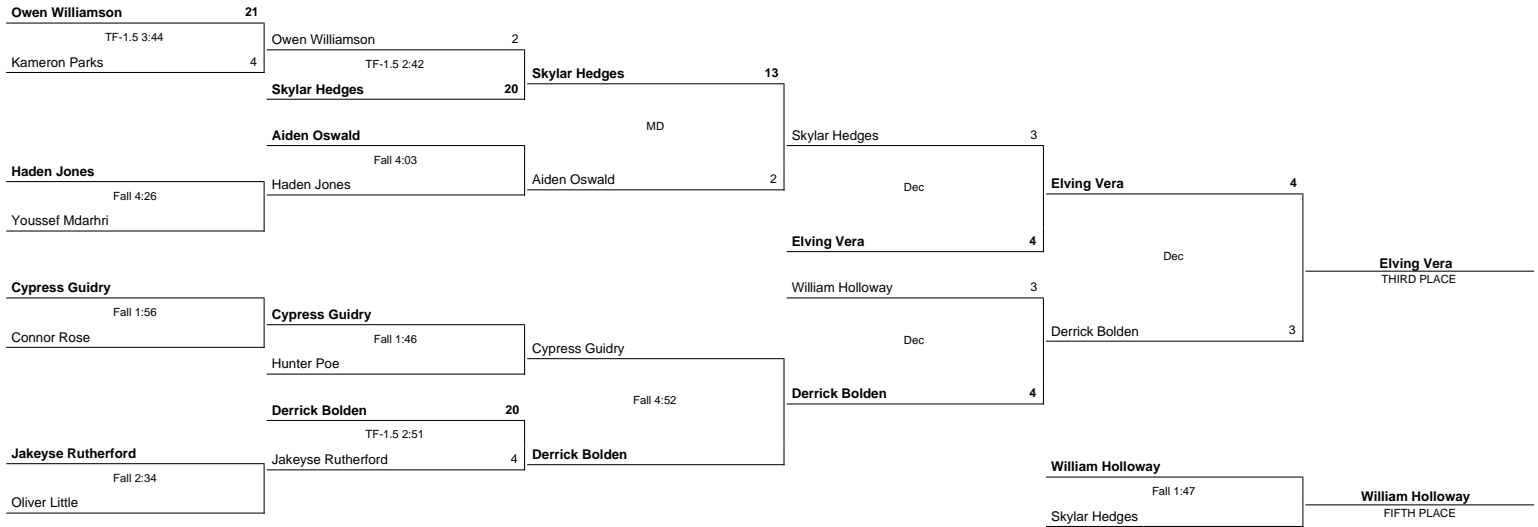 Owen Williamson 21
TF-1.5 3:44
Kameron Parks 4
Haden Jones
Fall 4:26
Youssef Mdarhri
Cypress Guidry
Fall 1:56
Connor Rose
Jakeyse Rutherford
Fall 2:34
Oliver Little
Owen Williamson 2
TF-1.5 2:42
Skylar Hedges 20
Aiden Oswald
Fall 4:03
Haden Jones
Cypress Guidry
Fall 1:46
Hunter Poe
Derrick Bolden 20
TF-1.5 2:51
Jakeyse Rutherford 4
Skylar Hedges 13
MD
Aiden Oswald 2
Cypress Guidry
Fall 4:52
Derrick Bolden
Skylar Hedges 3
Dec
Elving Vera 4
William Holloway 3
Dec
Derrick Bolden 4
Elving Vera 4
Dec
Derrick Bolden 3
William Holloway
Fall 1:47
Skylar Hedges
Elving Vera
THIRD PLACE
William Holloway
FIFTH PLACE